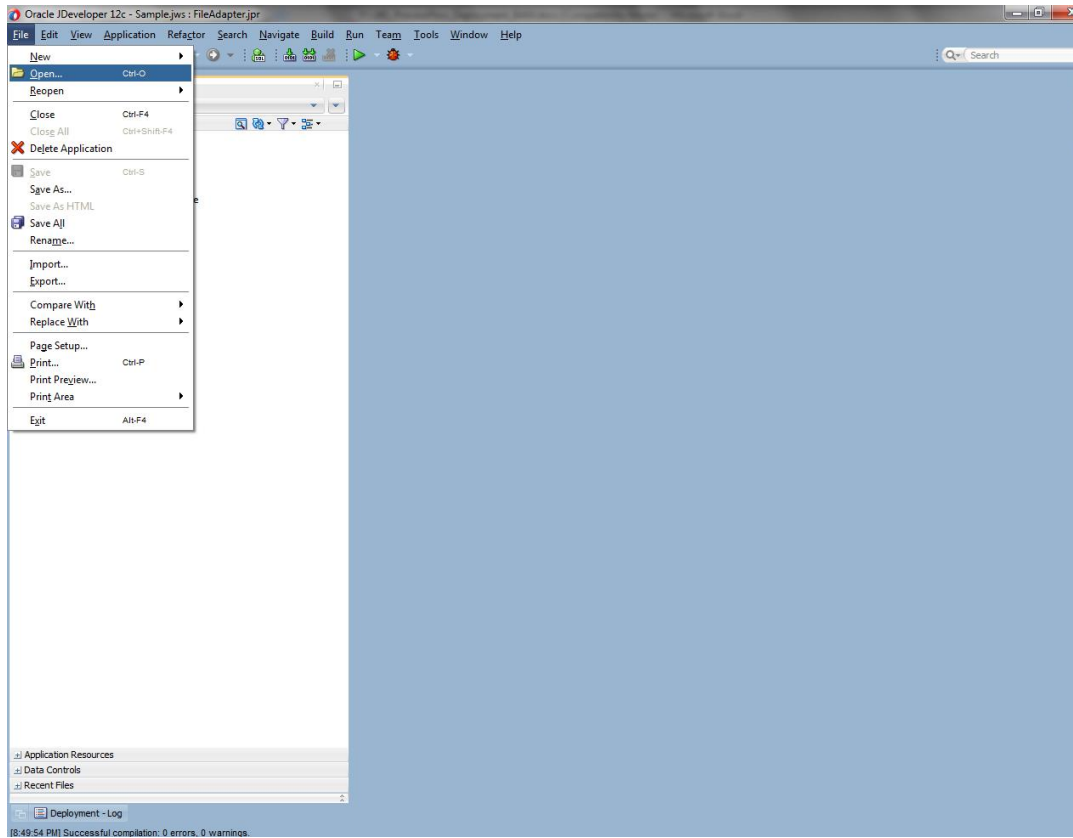 Oracle JDeveloper 12c - Sample.jws : FileAdapter.jpr
File Edit View Application Refactor Search Navigate Build Run Team Tools Window Help
Search
New
Open... Ctrl-O
Reopen
Close Ctrl-F4
Close All Ctrl+Shift-F4
Delete Application
Save Ctrl-S
Save As...
Save As HTML
Save All
Rename...
Import...
Export...
Compare With
Replace With
Page Setup...
Print... Ctrl-P
Print Preview...
Print Area
Exit Alt-F4
Application Resources
Data Controls
Recent Files
Deployment - Log
[8:49:54 PM] Successful compilation: 0 errors, 0 warnings.